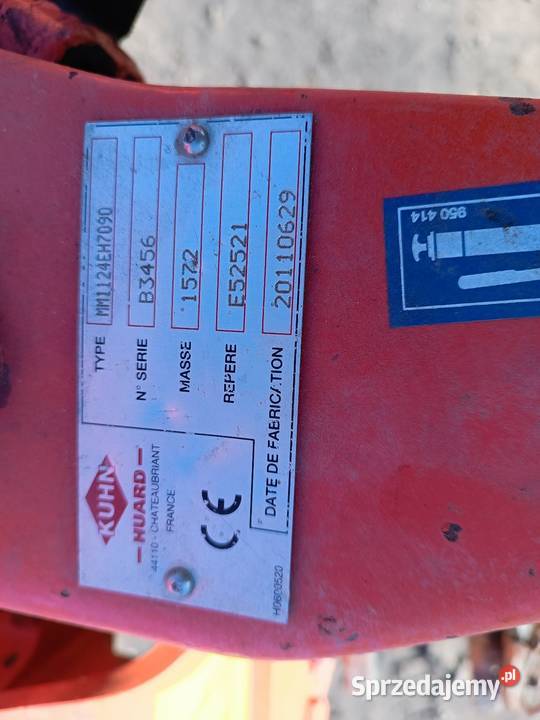 KUHN
HUARD
44110 - CHATEAUBRIANT
FRANCE
CE
TYPE MM1124EH7090
N° SERIE B3456
MASSE 1572
REPERE E52521
DATE DE FABRICATION 20110629
H0600520
950 414
Sprzedajemy.pl